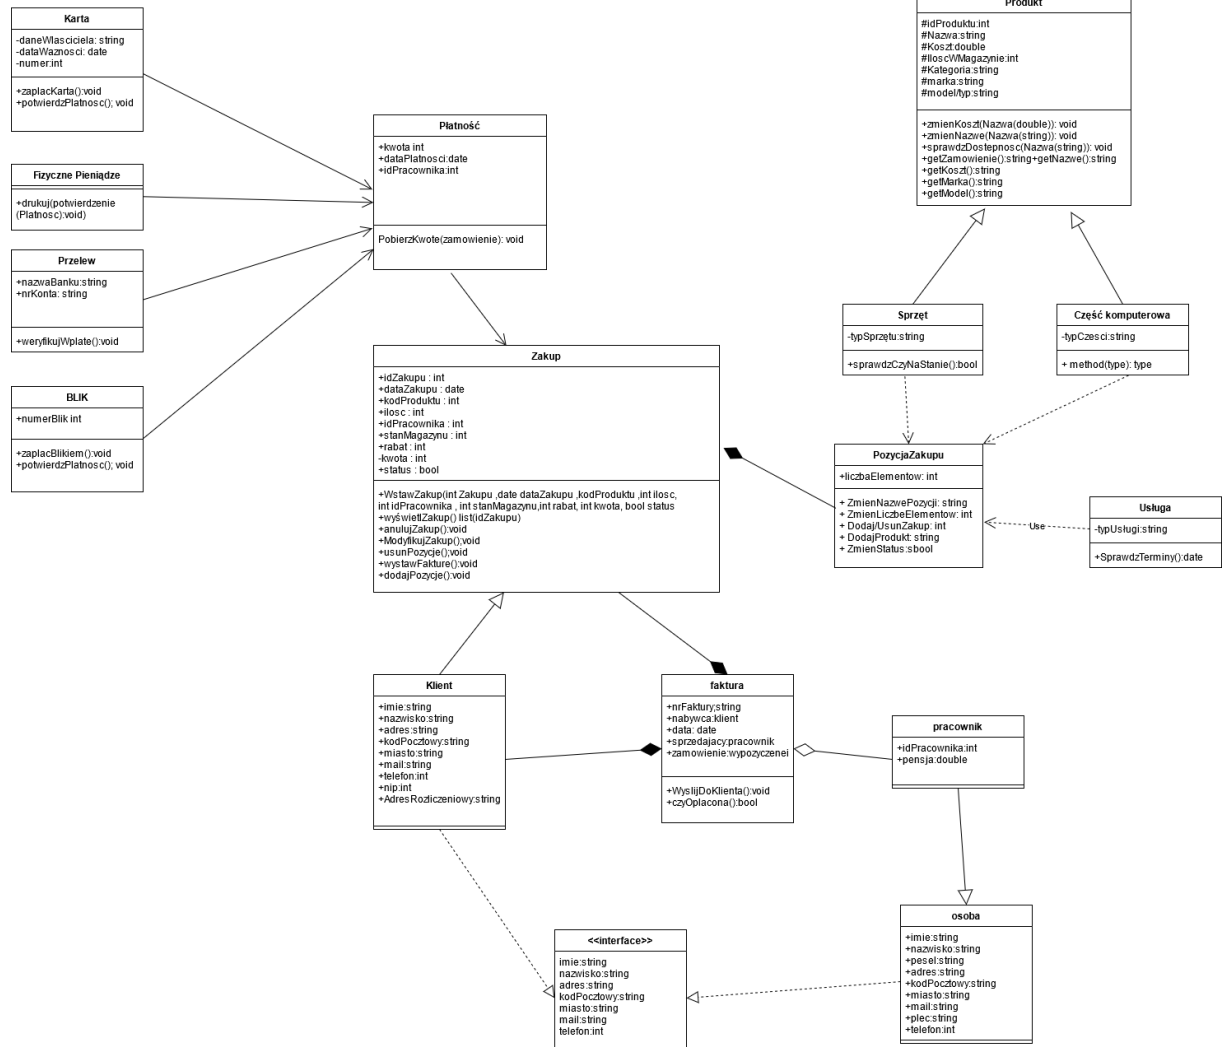 Karta
-daneWlasciciela: string
-dataWaznosci: date
-numer:int
+zaplacKarta():void
+potwierdzPlatnosc(); void
Fizyczne Pieniądze
+drukuj(potwierdzenie
(Platnosc):void)
Przelew
+nazwaBanku:string
+nrKonta: string
+weryfikujWplate():void
BLIK
+numerBlik int
+zaplacBlikiem():void
+potwierdzPlatnosc(); void
Płatność
+kwota int
+dataPlatnosci:date
+idPracownika:int
PobierzKwote(zamowienie): void
Produkt
#idProduktu:int
#Nazwa:string
#Koszt:double
#IloscWMagazynie:int
#Kategoria:string
#marka:string
#model/typ:string
+zmienKoszt(Nazwa(double)): void
+zmienNazwe(Nazwa(string)): void
+sprawdzDostepnosc(Nazwa(string)): void
+getZamowienie():string+getNazwe():string
+getKoszt():string
+getMarka():string
+getModel():string
Sprzęt
-typSprzętu:string
+sprawdzCzyNaStanie():bool
Część komputerowa
-typCzesci:string
+ method(type): type
Zakup
+idZakupu : int
+dataZakupu : date
+kodProduktu : int
+ilosc : int
+idPracownika : int
+stanMagazynu : int
+rabat : int
-kwota : int
+status : bool
+WstawZakup(int Zakupu ,date dataZakupu ,kodProduktu ,int ilosc,
int idPracownika , int stanMagazynu,int rabat, int kwota, bool status
+wyświetlZakup() list(idZakupu)
+anulujZakup():void
+ModyfikujZakup();void
+usunPozycje();void
+wystawFakture():void
+dodajPozycje():void
PozycjaZakupu
+liczbaElementow: int
+ ZmienNazwePozycji: string
+ ZmienLiczbeElementow: int
+ Dodaj/UsunZakup: int
+ DodajProdukt: string
+ ZmienStatus:sbool
Use
Usługa
-typUsługi:string
+SprawdzTerminy():date
Klient
+imie:string
+nazwisko:string
+adres:string
+kodPocztowy:string
+miasto:string
+mail:string
+telefon:int
+nip:int
+AdresRozliczeniowy:string
faktura
+nrFaktury;string
+nabywca:klient
+data: date
+sprzedajacy:pracownik
+zamowienie:wypozyczenei
+WyslijDoKlienta():void
+czyOplacona():bool
pracownik
+idPracownika:int
+pensja:double
<<interface>>
imie:string
nazwisko:string
adres:string
kodPocztowy:string
miasto:string
mail:string
telefon:int
osoba
+imie:string
+nazwisko:string
+pesel:string
+adres:string
+kodPocztowy:string
+miasto:string
+mail:string
+plec:string
+telefon:int